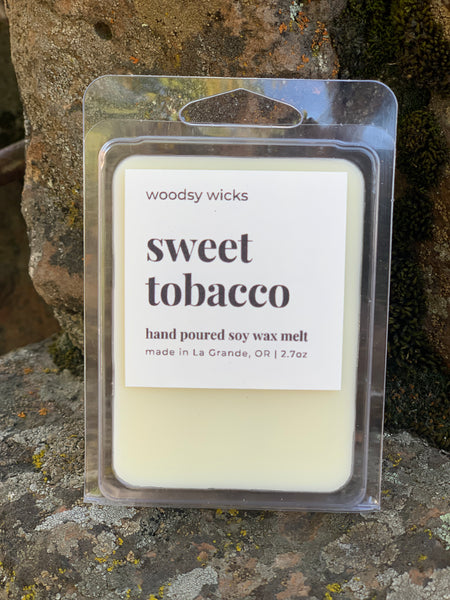 woodsy wicks
sweet
tobacco
hand poured soy wax melt
made in La Grande, OR | 2.7oz